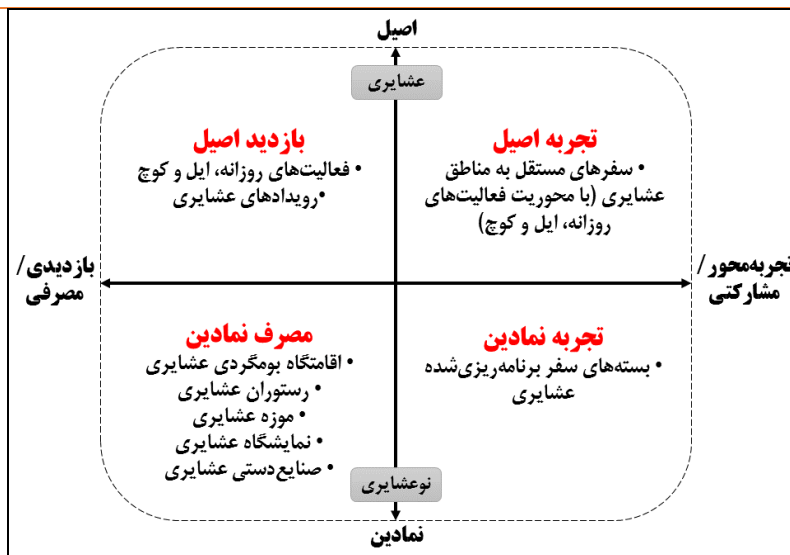 اصیل
عشایری
تجربه اصیل
• سفرهای مستقل به مناطق
عشایری (با محوریت فعالیت‌های
روزانه، ایل و کوچ)
بازدید اصیل
• فعالیت‌های روزانه، ایل و کوچ
•رویدادهای عشایری
تجربه‌محور/
مشارکتی
بازدیدی/
مصرفی
تجربه نمادین
• بسته‌های سفر برنامه‌ریزی‌شده
عشایری
مصرف نمادین
• اقامتگاه بومگردی عشایری
• رستوران عشایری
• موزه عشایری
• نمایشگاه عشایری
• صنایع‌دستی عشایری
نوعشایری
نمادین